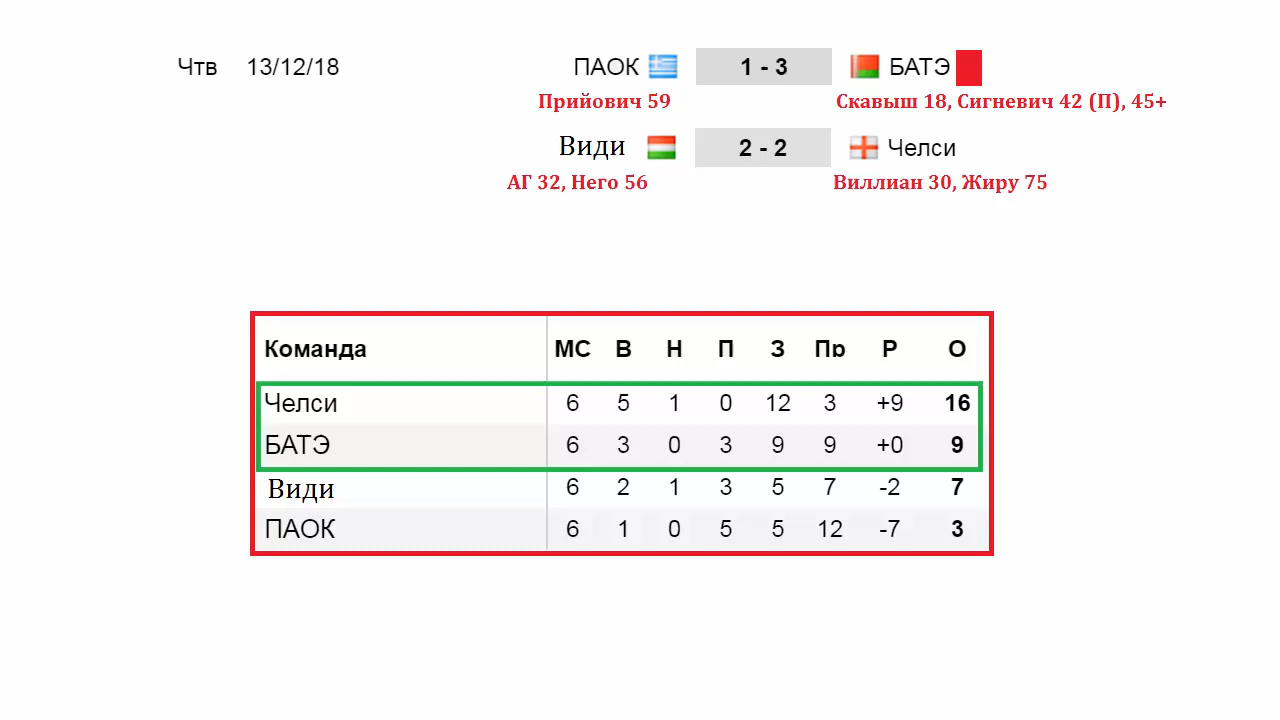 Чтв 13/12/18 ПАОК 1 - 3 БАТЭ
Прийович 59 Скавыш 18, Сигневич 42 (П), 45+
Види 2 - 2 Челси
АГ 32, Него 56 Виллиан 30, Жиру 75
Команда МС В Н П З Пр Р О
Челси 6 5 1 0 12 3 +9 16
БАТЭ 6 3 0 3 9 9 +0 9
Види 6 2 1 3 5 7 -2 7
ПАОК 6 1 0 5 5 12 -7 3